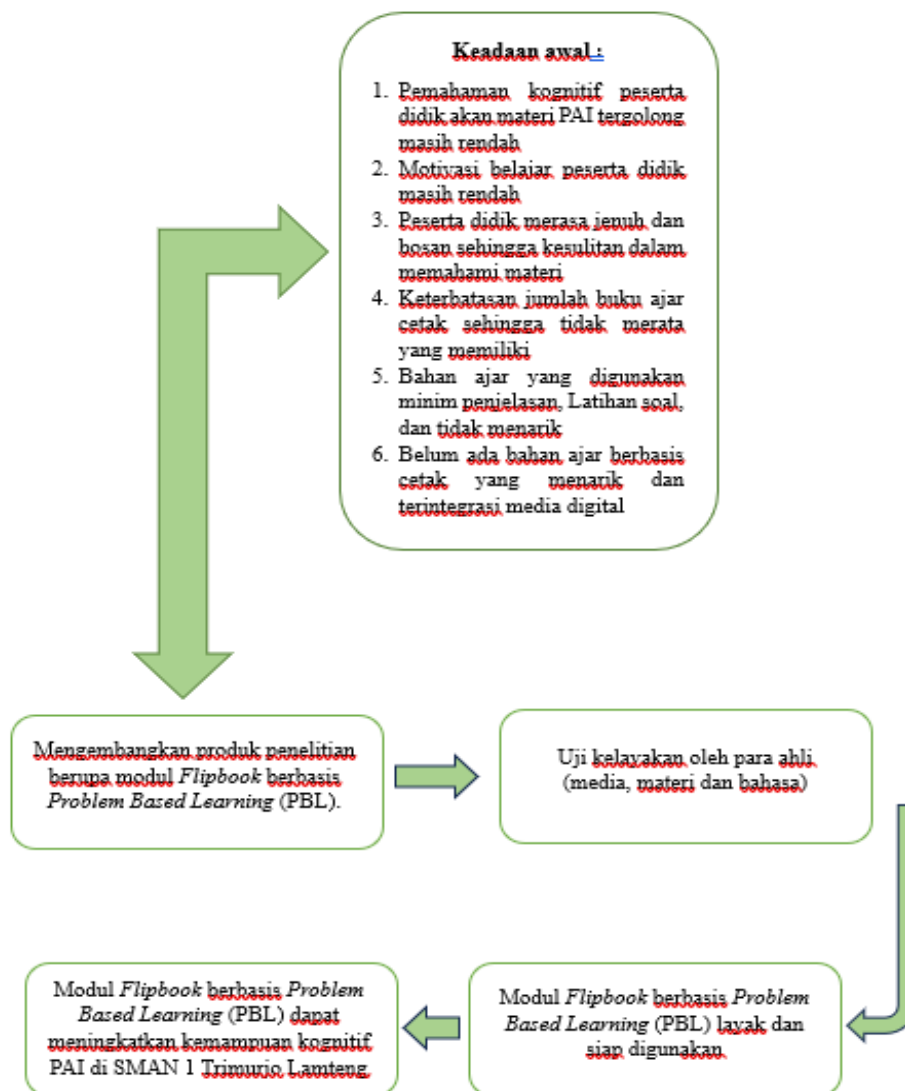 Keadaan awal :
1. Pemahaman kognitif peserta
didik akan materi PAI tergolong
masih rendah
2. Motivasi belajar peserta didik
masih rendah
3. Peserta didik merasa jenuh dan
bosan sehingga kesulitan dalam
memahami materi
4. Keterbatasan jumlah buku ajar
cetak sehingga tidak merata
yang memiliki
5. Bahan ajar yang digunakan
minim penjelasan, Latihan soal,
dan tidak menarik
6. Belum ada bahan ajar berbasis
cetak yang menarik dan
terintegrasi media digital
Mengembangkan produk penelitian
berupa modul Flipbook berbasis
Problem Based Learning (PBL).
Uji kelayakan oleh para ahli
(media, materi dan bahasa)
Modul Flipbook berbasis Problem
Based Learning (PBL) layak dan
siap digunakan
Modul Flipbook berbasis Problem
Based Learning (PBL) dapat
meningkatkan kemampuan kognitif
PAI di SMAN 1 Trimurjo Lamteng